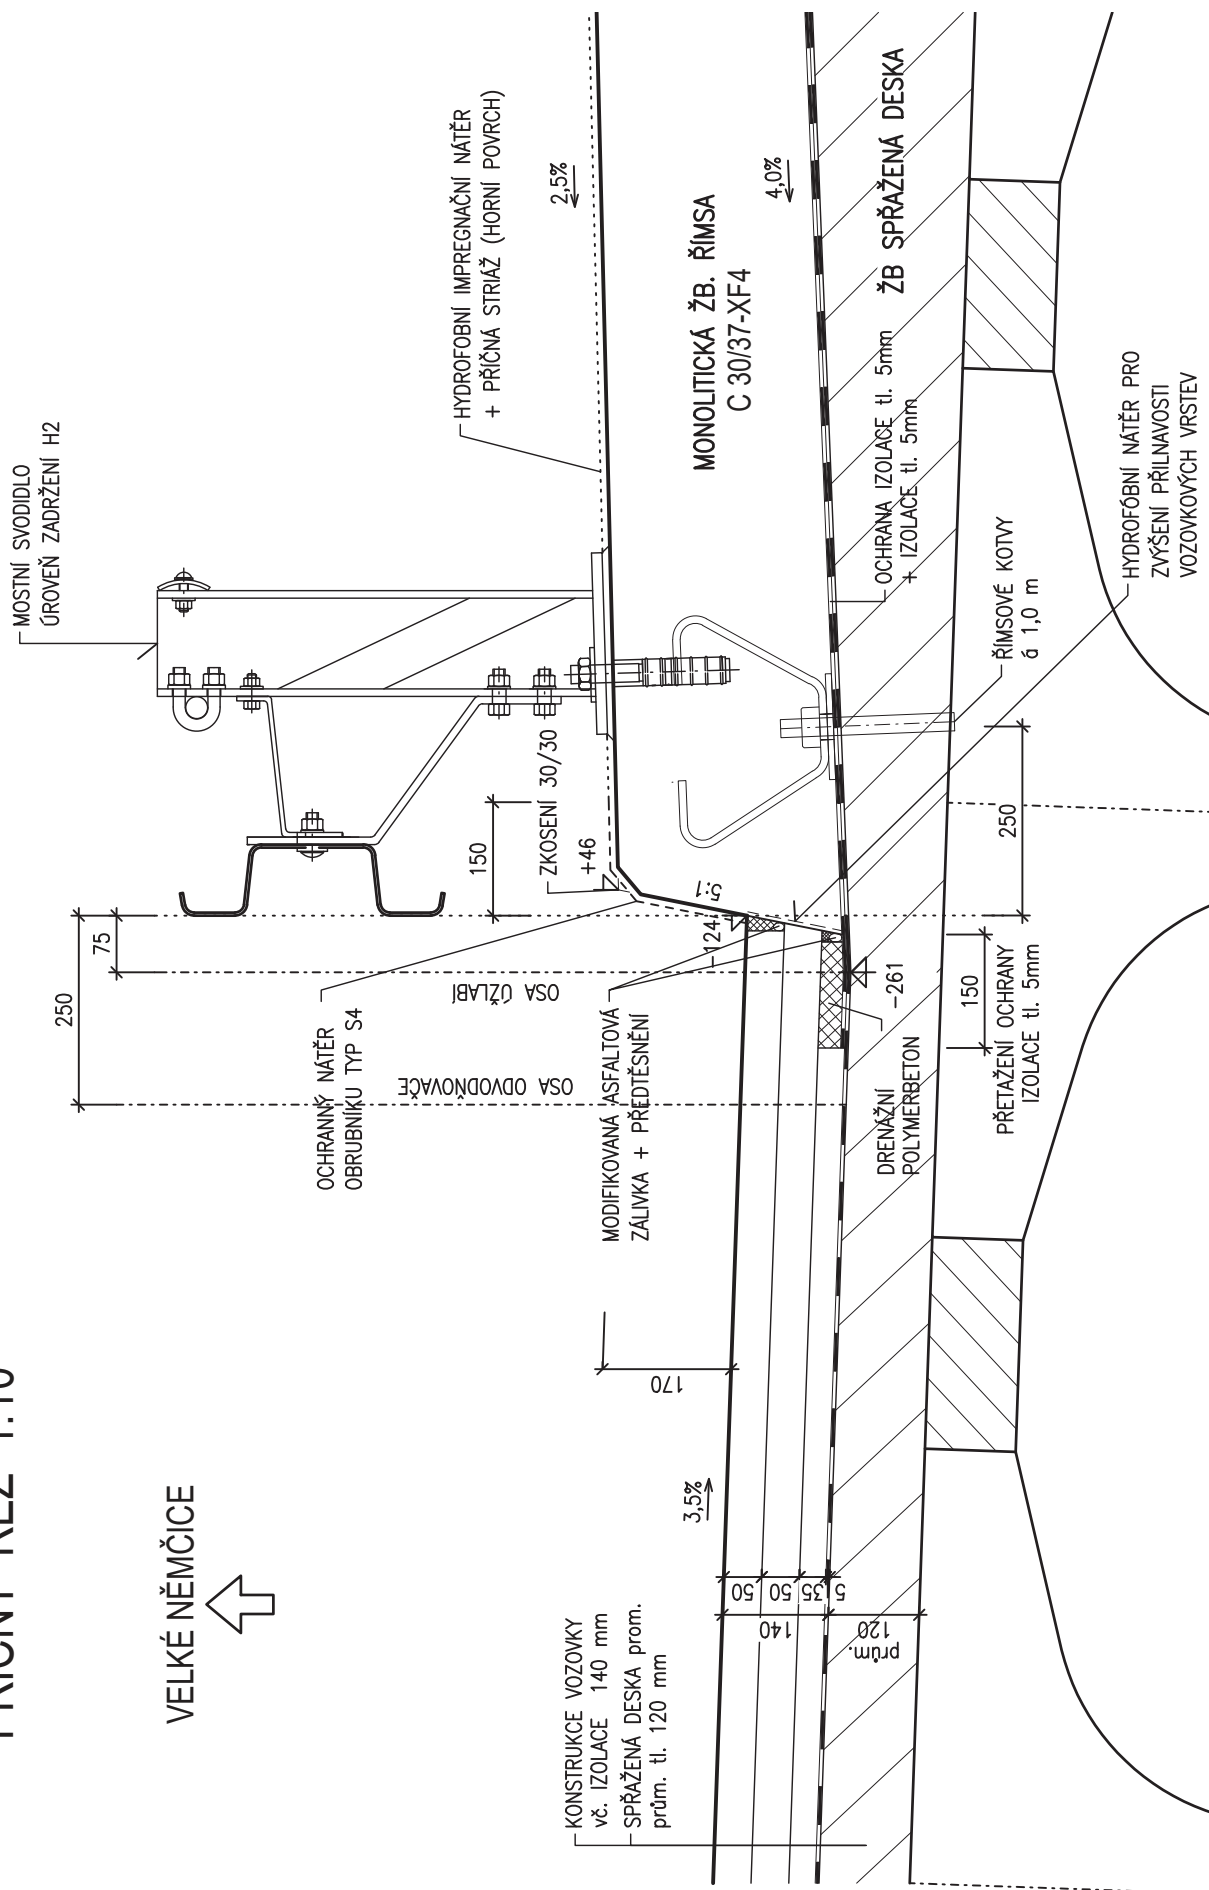 PŘÍČNÝ ŘEZ 1:10
VELKÉ NĚMČICE
MOSTNÍ SVODIDLO
ÚROVEŇ ZADRŽENÍ H2
HYDROFOBNÍ IMPREGNAČNÍ NÁTĚR
+ PŘÍČNÁ STRIÁŽ (HORNÍ POVRCH)
250
75
150
ZKOSENÍ 30/30
+46
2,5%
OCHRANNÝ NÁTĚR
OBRUBNÍKU TYP S4
OSA ÚŽLABÍ
OSA ODVODŇOVAČE
MODIFIKOVANÁ ASFALTOVÁ
ZÁLIVKA + PŘEDTĚSNĚNÍ
-124
5:1
MONOLITICKÁ ŽB. ŘÍMSA
C 30/37-XF4
4,0%
170
3,5%
KONSTRUKCE VOZOVKY
vč. IZOLACE 140 mm
SPŘAŽENÁ DESKA prom.
prům. tl. 120 mm
50
50
35
5
140
120
prům.
DRENÁŽNÍ
POLYMERBETON
-261
OCHRANA IZOLACE tl. 5mm
+ IZOLACE tl. 5mm
ŽB SPŘAŽENÁ DESKA
150
PŘETAŽENÍ OCHRANY
IZOLACE tl. 5mm
250
ŘÍMSOVÉ KOTVY
á 1,0 m
HYDROFÓBNÍ NÁTĚR PRO
ZVÝŠENÍ PŘILNAVOSTI
VOZOVKOVÝCH VRSTEV